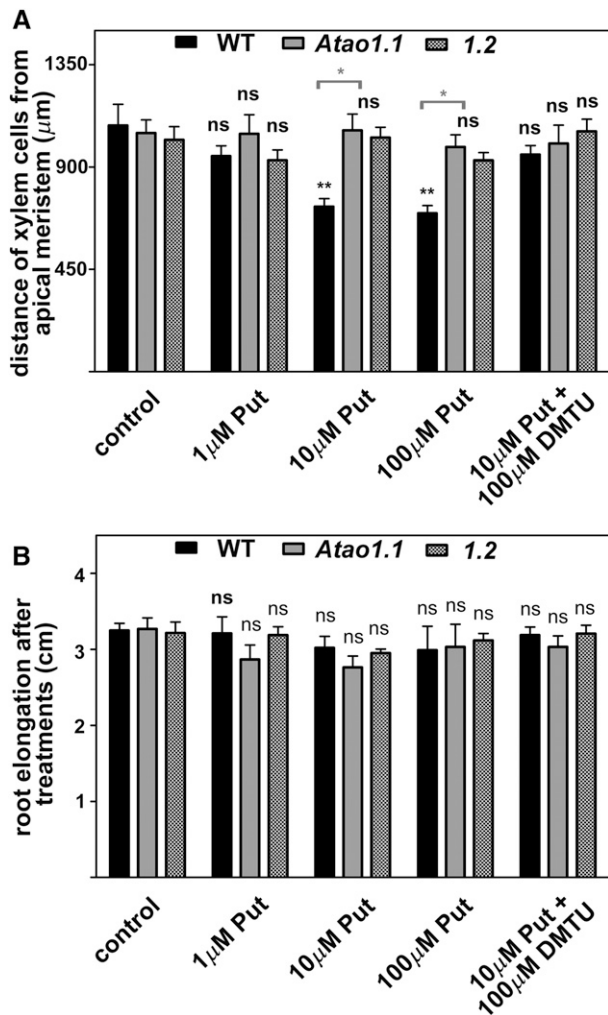 A
WT Atao1.1 1.2
distance of xylem cells from
apical meristem (μm)
1350
900
450
* *
ns ns ns ns ns ns ns ns
** **
control
1μM Put
10μM Put
100μM Put
10μM Put +
100μM DMTU
B
WT Atao1.1 1.2
root elongation after
treatments (cm)
4
3
2
1
ns ns ns ns ns ns ns ns ns ns ns ns
control
1μM Put
10μM Put
100μM Put
10μM Put +
100μM DMTU